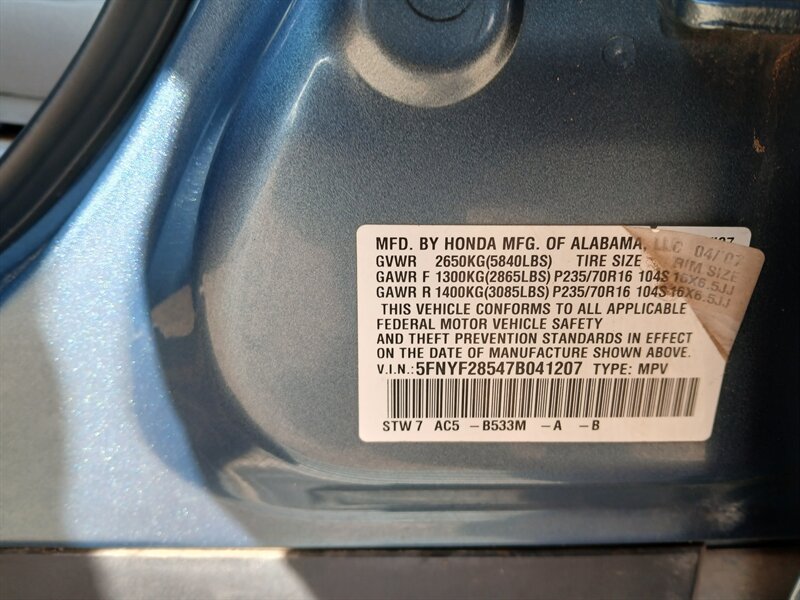 MFD. BY HONDA MFG. OF ALABAMA, LLC 04/07
GVWR 2650KG(5840LBS) TIRE SIZE RIM SIZE
GAWR F 1300KG(2865LBS) P235/70R16 104S 16X6.5JJ
GAWR R 1400KG(3085LBS) P235/70R16 104S 16X6.5JJ
THIS VEHICLE CONFORMS TO ALL APPLICABLE
FEDERAL MOTOR VEHICLE SAFETY
AND THEFT PREVENTION STANDARDS IN EFFECT
ON THE DATE OF MANUFACTURE SHOWN ABOVE.
V.I.N.:5FNYF28547B041207 TYPE: MPV
STW7 AC5 -B533M -A -B